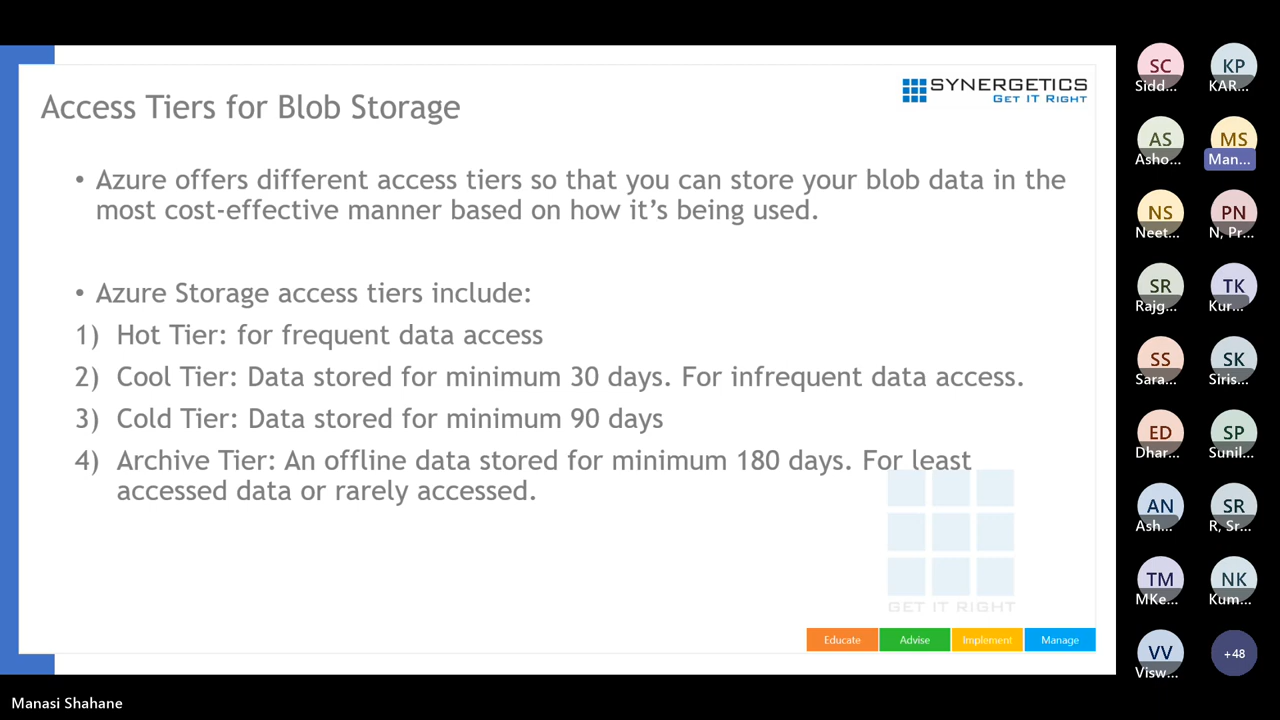 SYNERGETICS
GET IT RIGHT
Access Tiers for Blob Storage
• Azure offers different access tiers so that you can store your blob data in the
most cost-effective manner based on how it's being used.
• Azure Storage access tiers include:
1) Hot Tier: for frequent data access
2) Cool Tier: Data stored for minimum 30 days. For infrequent data access.
3) Cold Tier: Data stored for minimum 90 days
4) Archive Tier: An offline data stored for minimum 180 days. For least
accessed data or rarely accessed.
GET IT RIGHT
Educate Advise Implement Manage
Manasi Shahane
SC KP
Sidd... KAR...
AS MS
Asho... Man...
NS PN
Neet... N, Pr...
SR TK
Rajg... Kur...
SS SK
Sara... Siris...
ED SP
Dhar... Sunil...
AN SR
Ash... R, Sr...
TM NK
MKe... Kum...
VV +48
Visw...